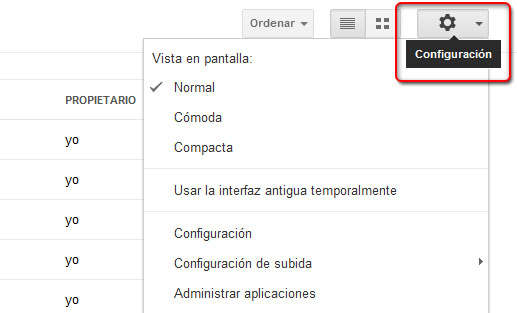 Ordenar
Configuración
Vista en pantalla:
Normal
PROPIETARIO
Cómoda
yo
Compacta
yo
Usar la interfaz antigua temporalmente
yo
Configuración
yo
Configuración de subida
Administrar aplicaciones
yo